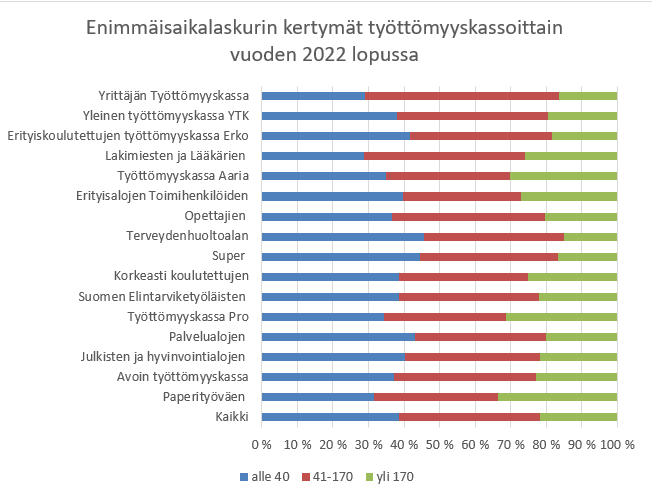 Enimmäisaikalaskurin kertymät työttömyyskassoittain
vuoden 2022 lopussa
Yrittäjän Työttömyyskassa
Yleinen työttömyyskassa YTK
Erityiskoulutettujen työttömyyskassa Erko
Lakimiesten ja Lääkärien
Työttömyyskassa Aaria
Erityisalojen Toimihenkilöiden
Opettajien
Terveydenhuoltoalan
Super
Korkeasti koulutettujen
Suomen Elintarviketyöläisten
Työttömyyskassa Pro
Palvelualojen
Julkisten ja hyvinvointialojen
Avoin työttömyyskassa
Paperityöväen
Kaikki
0 % 10 % 20 % 30 % 40 % 50 % 60 % 70 % 80 % 90 % 100 %
alle 40 41-170 yli 170